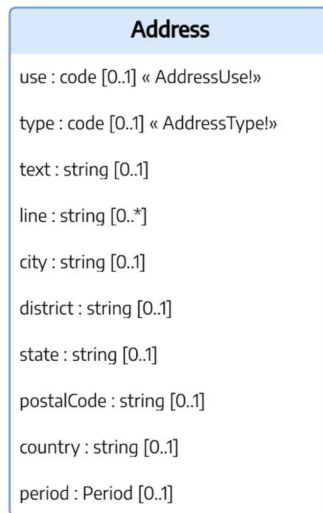 Address
use : code [0..1] « AddressUse!»
type : code [0..1] « AddressType!»
text : string [0..1]
line : string [0..*]
city : string [0..1]
district : string [0..1]
state : string [0..1]
postalCode : string [0..1]
country : string [0..1]
period : Period [0..1]